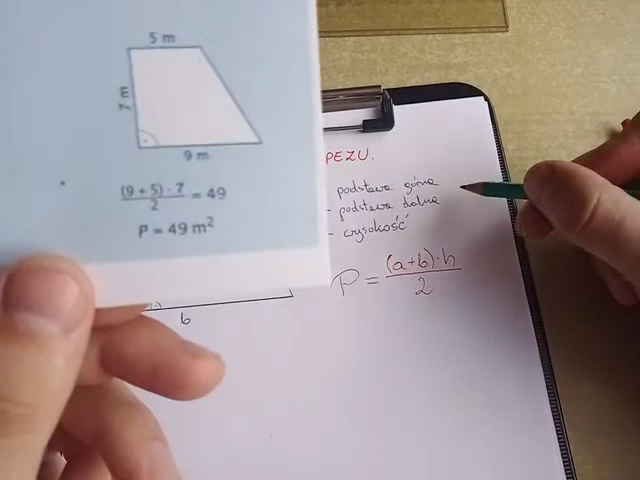 5 m
7 m
9 m
(9 + 5) · 7
2
= 49
P = 49 m²
PEZU.
podstawa górna
- podstawa dolna
- wysokość
P = (a+b)·h
2
b